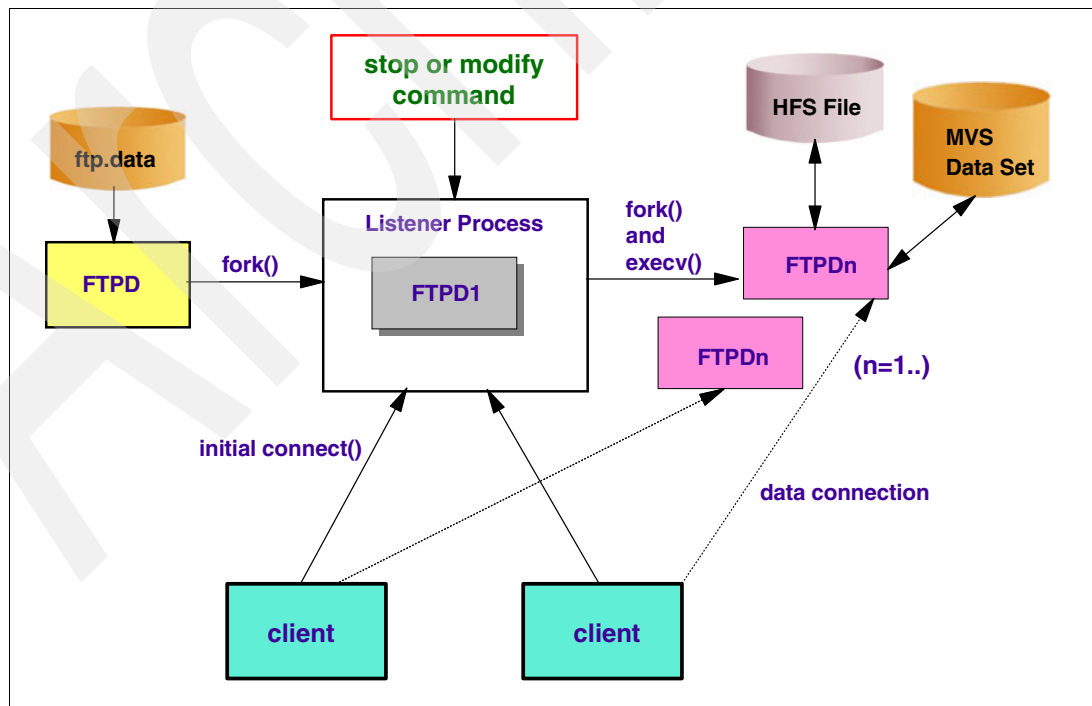 stop or modify
command
HFS File
MVS
Data Set
ftp.data
Listener Process
fork()
and
execv()
FTPD
fork()
FTPD1
FTPDn
FTPDn
(n=1..)
initial connect()
data connection
client
client